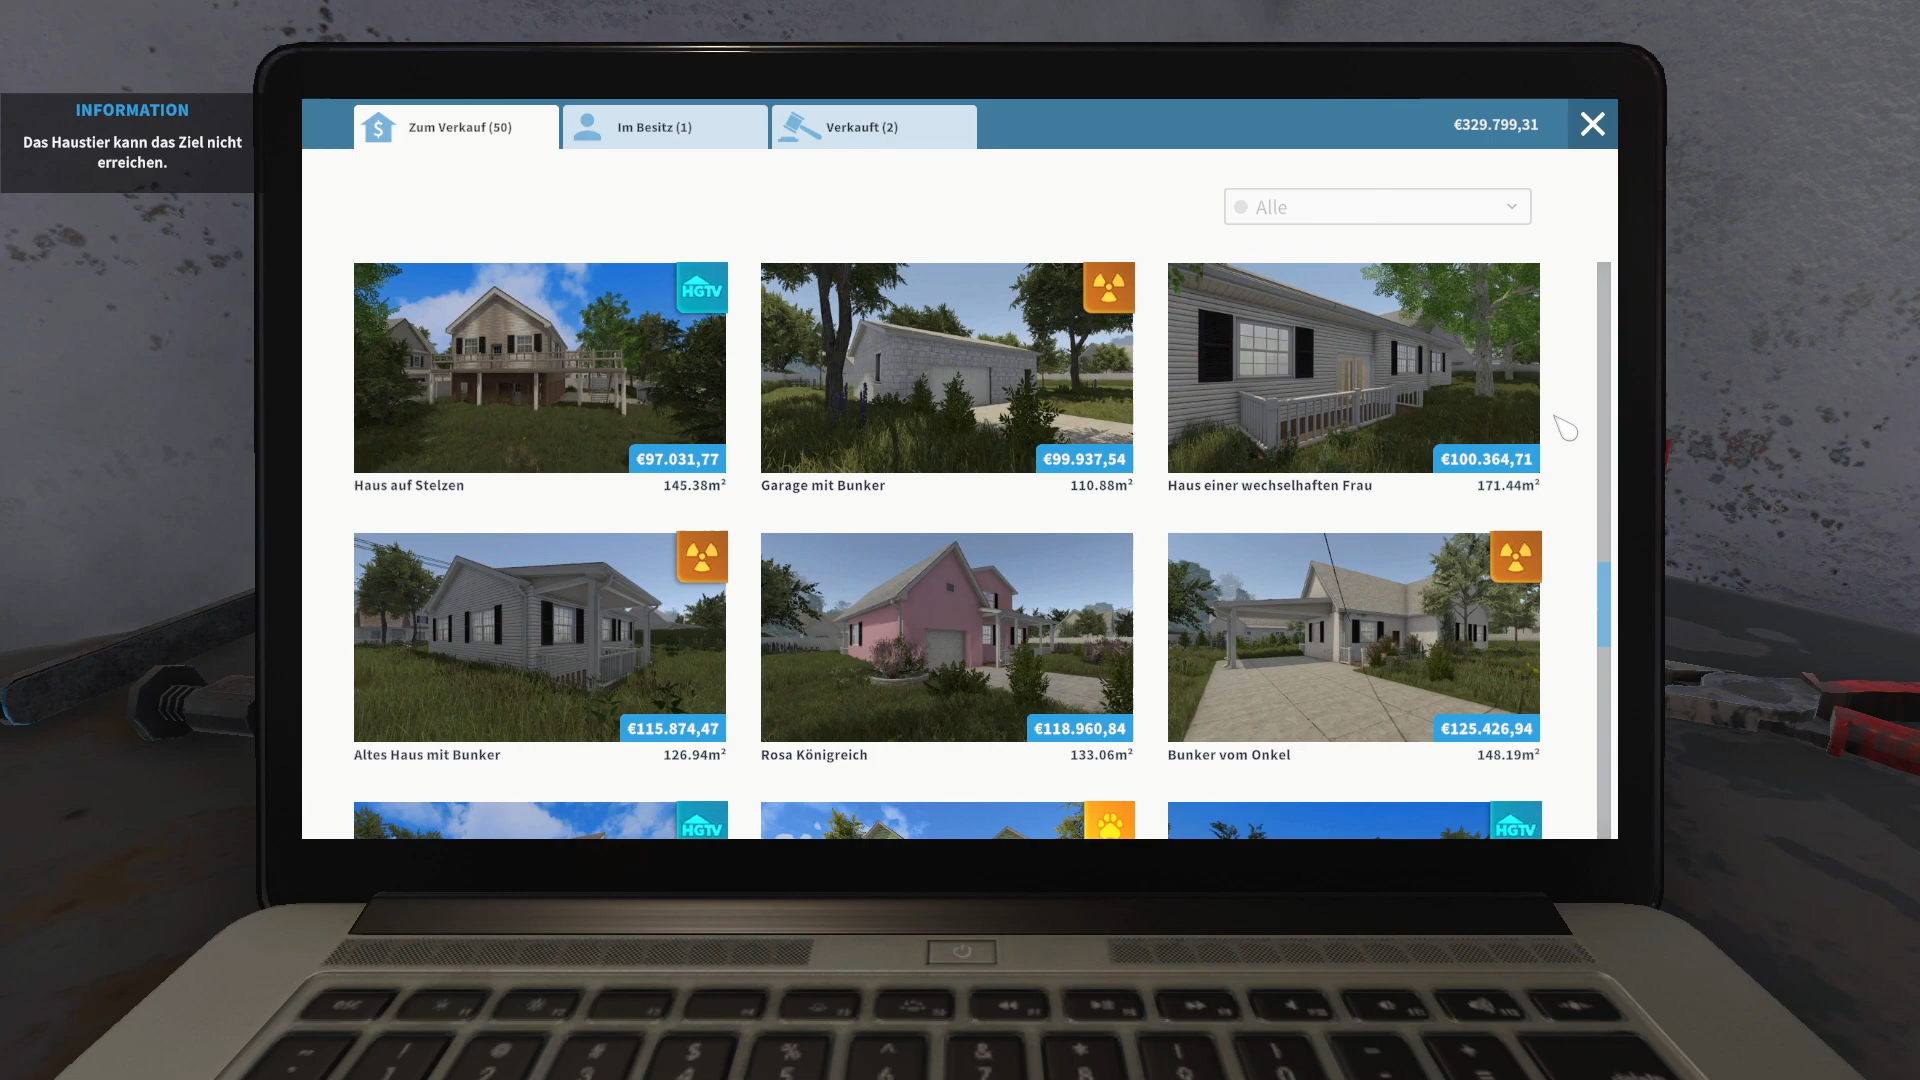 INFORMATION
Das Haustier kann das Ziel nicht
erreichen.
Zum Verkauf (50)
Im Besitz (1)
Verkauft (2)
€329.799,31
Alle
HGTV
€97.031,77
Haus auf Stelzen
145.38m²
€99.937,54
Garage mit Bunker
110.88m²
€100.364,71
Haus einer wechselhaften Frau
171.44m²
€115.874,47
Altes Haus mit Bunker
126.94m²
€118.960,84
Rosa Königreich
133.06m²
€125.426,94
Bunker vom Onkel
148.19m²
HGTV
HGTV
esc